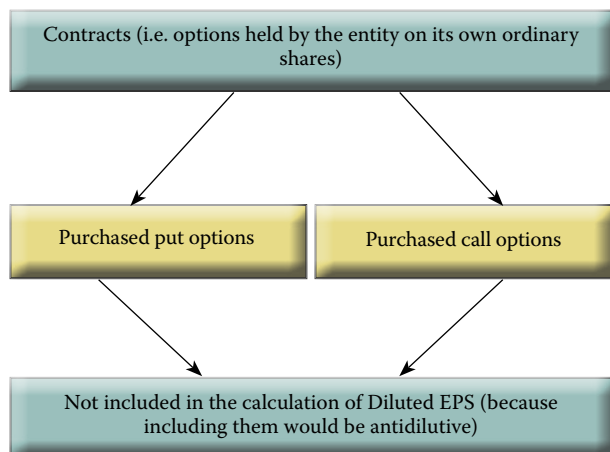 Contracts (i.e. options held by the entity on its own ordinary
shares)
Purchased put options
Purchased call options
Not included in the calculation of Diluted EPS (because
including them would be antidilutive)